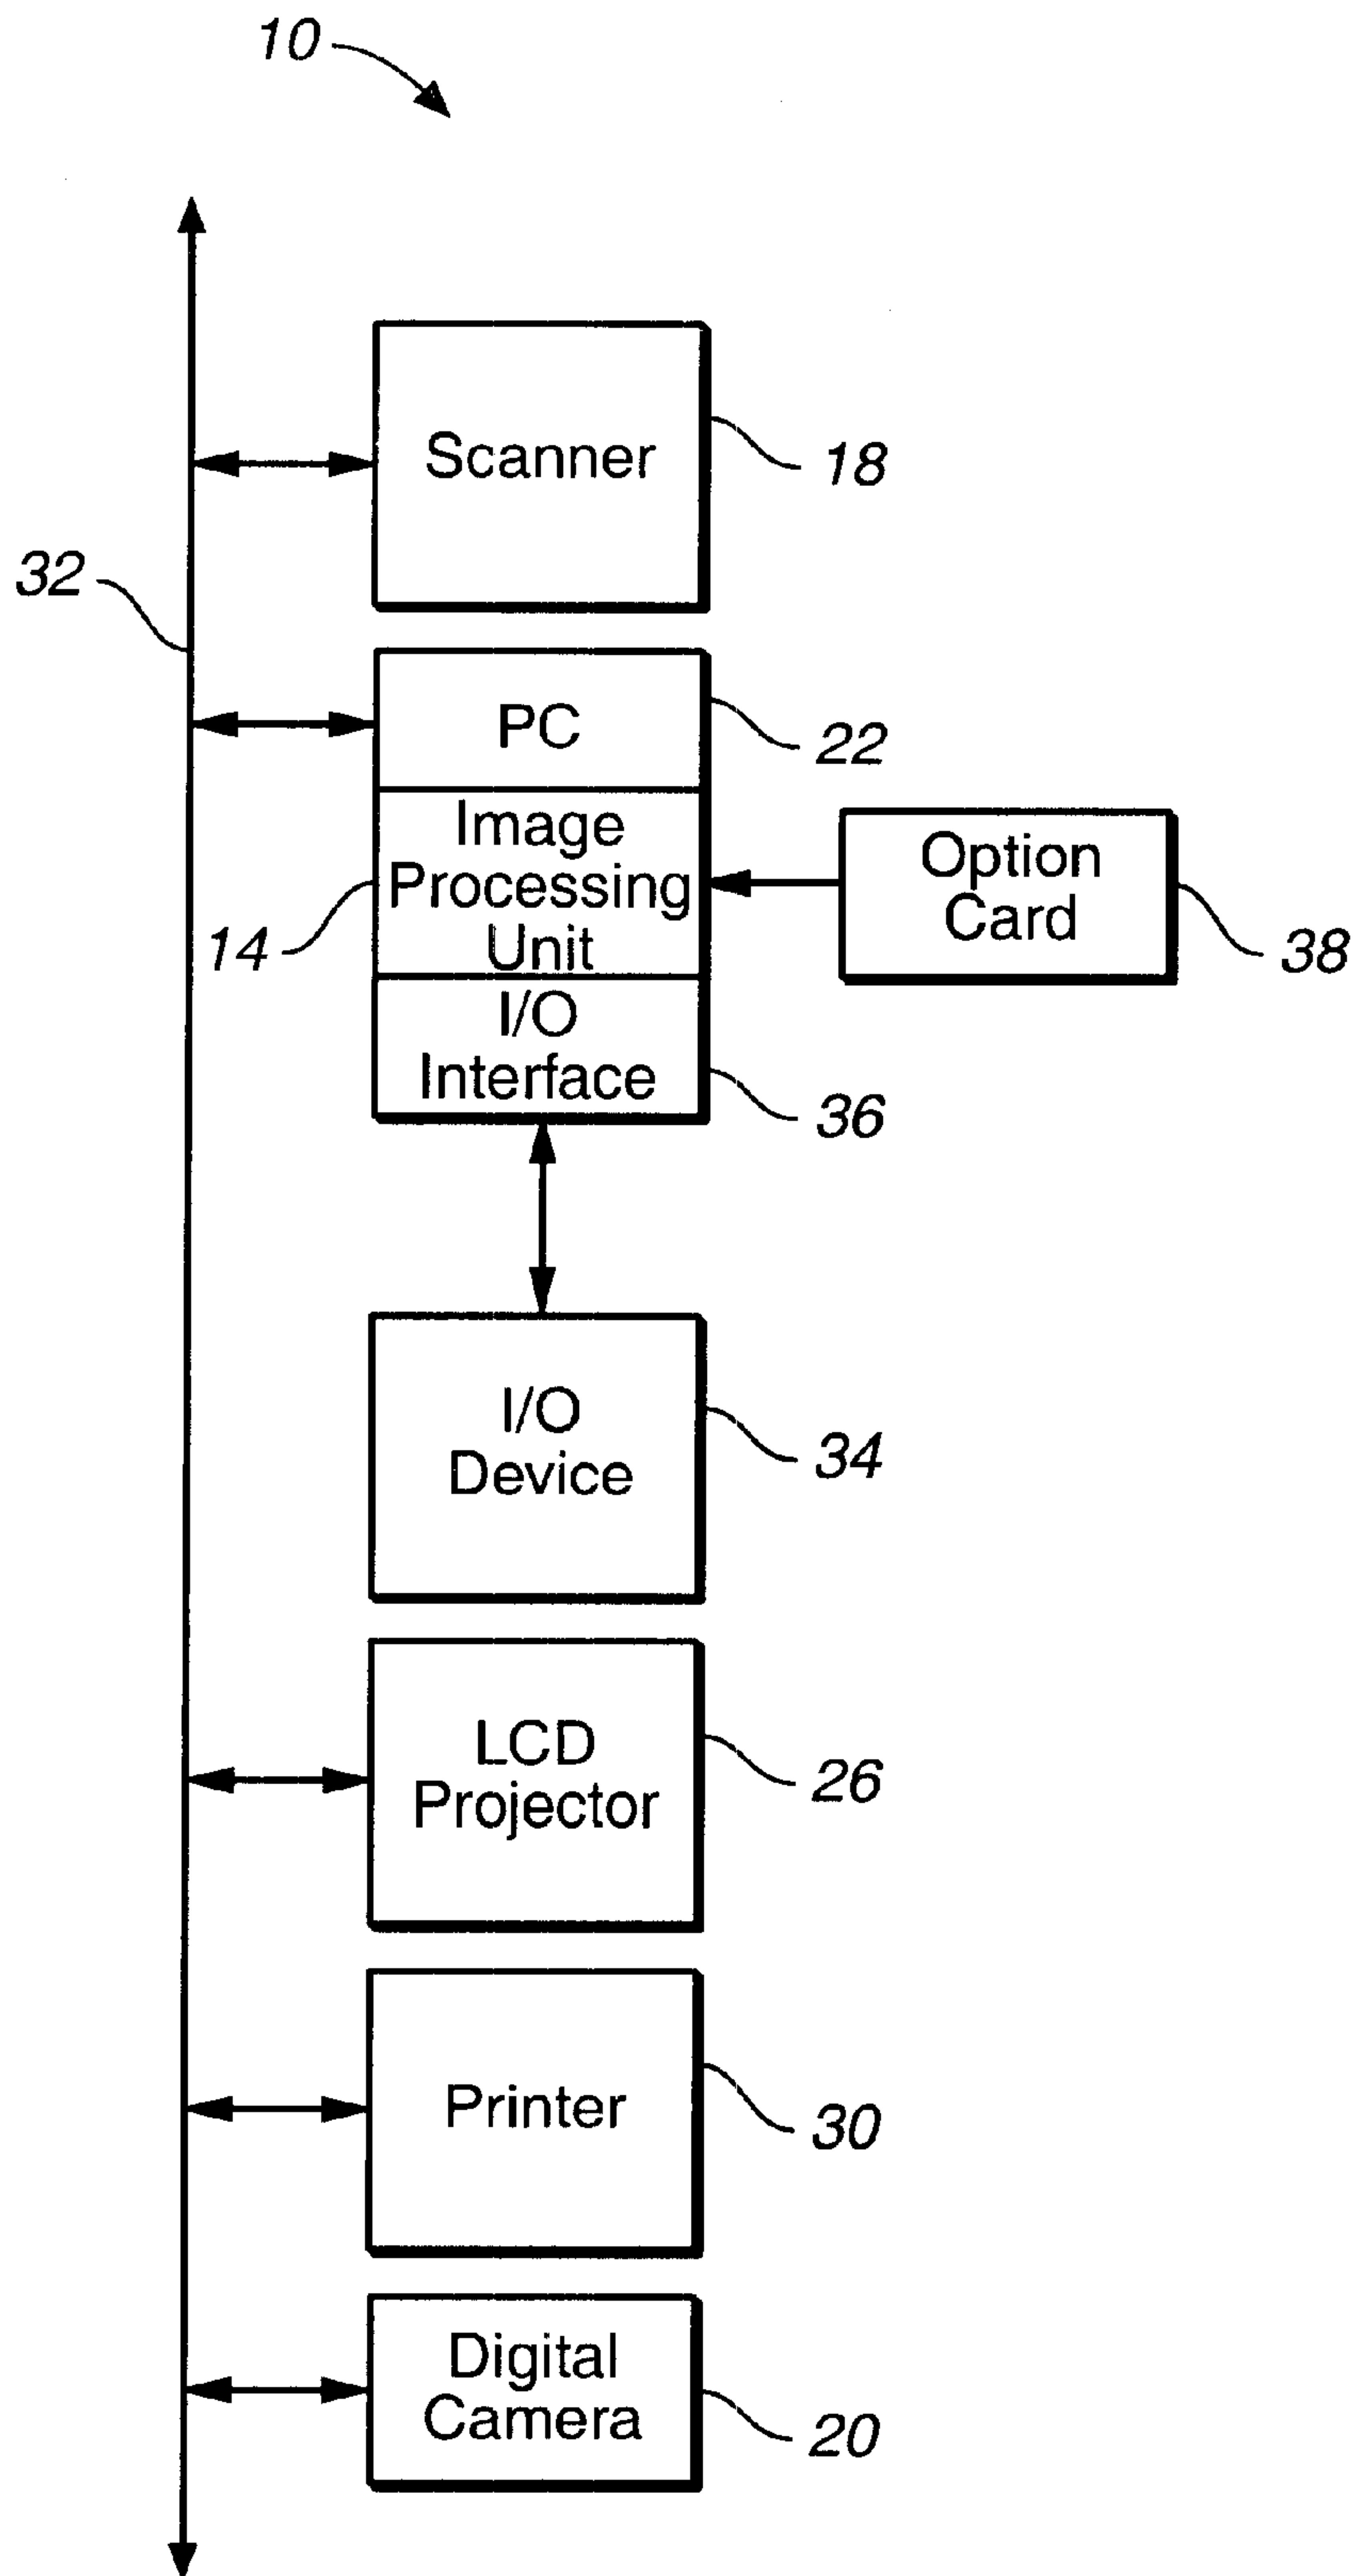 10
Scanner
18
32
PC
22
Image
Processing
Unit
14
Option
Card
38
I/O
Interface
36
I/O
Device
34
LCD
Projector
26
Printer
30
Digital
Camera
20